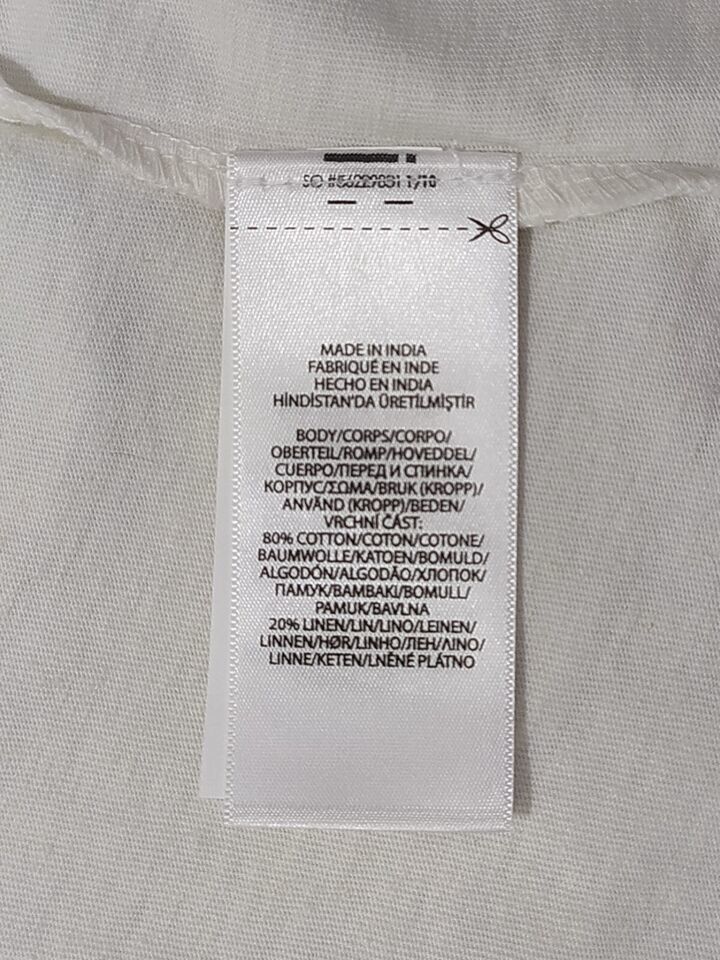 MADE IN INDIA
FABRIQUÉ EN INDE
HECHO EN INDIA
HİNDİSTAN'DA ÜRETİLMİŞTİR
BODY/CORPS/CORPO/
OBERTEIL/ROMP/HOVEDDEL/
CUERPO/ПЕРЕД И СПИНКА/
КОРПУС/ΣΩΜΑ/BRUK (KROPP)/
ANVÄND (KROPP)/BEDEN/
VRCHNÍ ČÁST:
80% COTTON/COTON/COTONE/
BAUMWOLLE/KATOEN/BOMULD/
ALGODÓN/ALGODÃO/ХЛОПОК/
ПАМУК/ΒΑΜΒΑΚΙ/BOMULL/
PAMUK/BAVLNA
20% LINEN/LIN/LINO/LEINEN/
LINNEN/HØR/LINHO/ЛЕН/ΛΙΝΟ/
LINNE/KETEN/LNĚNÉ PLÁTNO